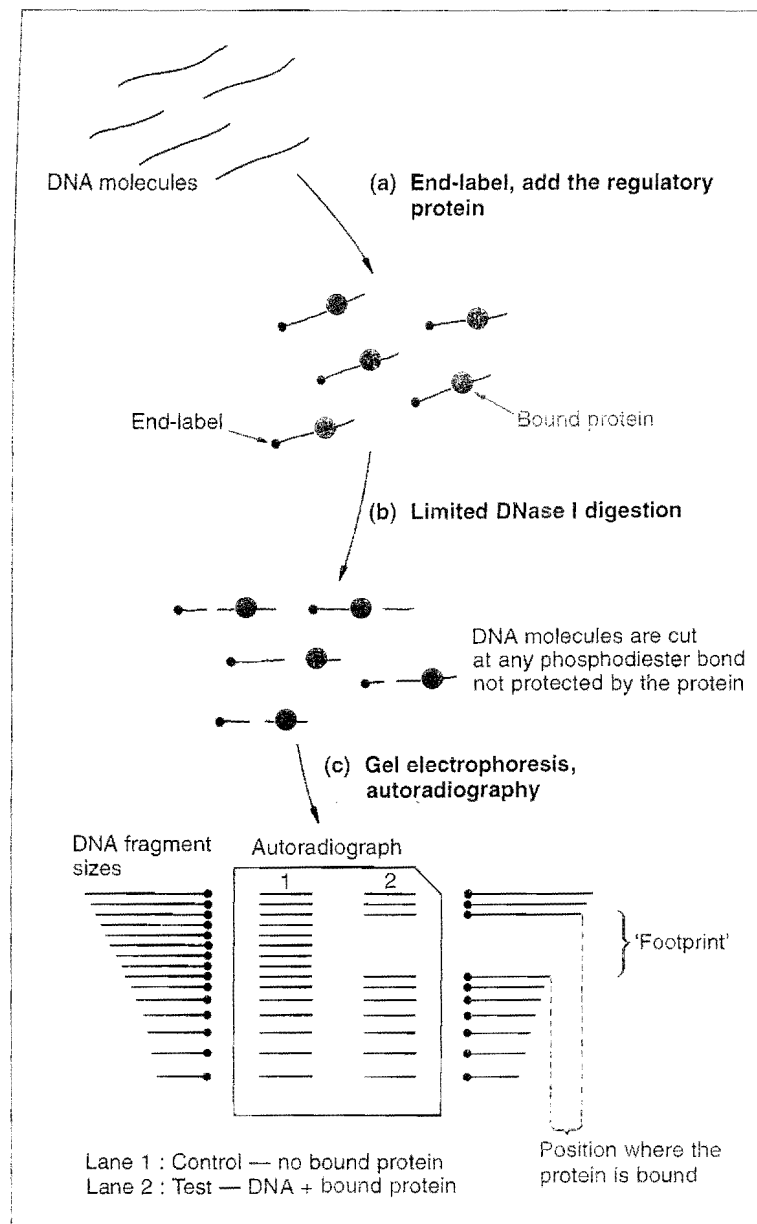 DNA molecules
(a) End-label, add the regulatory
protein
End-label
Bound protein
(b) Limited DNase I digestion
DNA molecules are cut
at any phosphodiester bond
not protected by the protein
(c) Gel electrophoresis,
autoradiography
DNA fragment
sizes
Autoradiograph
1 2
'Footprint'
Position where the
protein is bound
Lane 1 : Control — no bound protein
Lane 2 : Test — DNA + bound protein